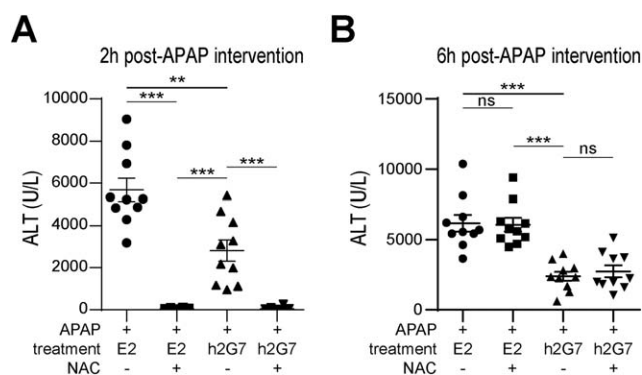 A
2h post-APAP intervention
**
***
***
***
10000
8000
6000
4000
2000
0
ALT (U/L)
APAP + + + +
treatment E2 E2 h2G7 h2G7
NAC - + - +
B
6h post-APAP intervention
***
ns
***
ns
15000
10000
5000
0
ALT (U/L)
APAP + + + +
treatment E2 E2 h2G7 h2G7
NAC - + - +